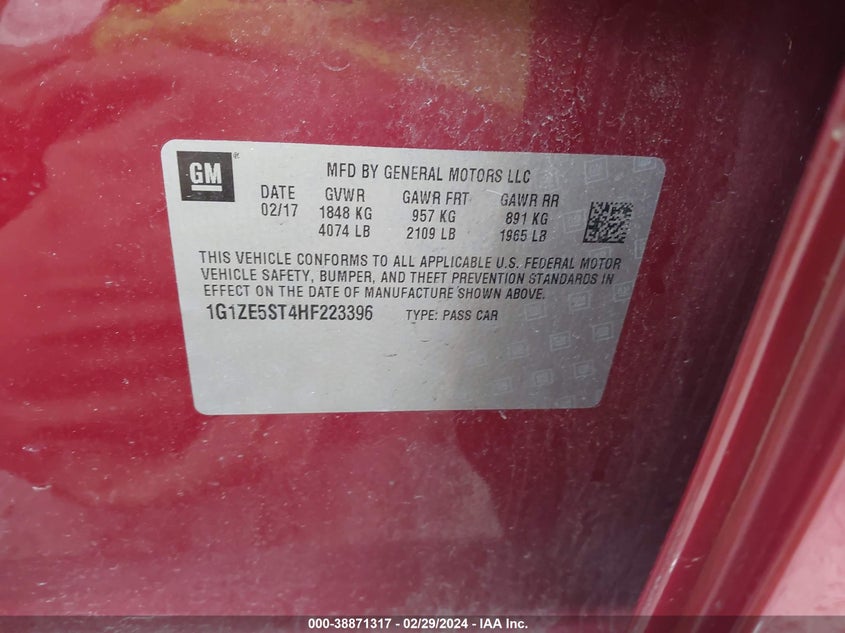 GM
MFD BY GENERAL MOTORS LLC
DATE GVWR GAWR FRT GAWR RR
02/17 1848 KG 957 KG 891 KG
4074 LB 2109 LB 1965 LB
THIS VEHICLE CONFORMS TO ALL APPLICABLE U.S. FEDERAL MOTOR
VEHICLE SAFETY, BUMPER, AND THEFT PREVENTION STANDARDS IN
EFFECT ON THE DATE OF MANUFACTURE SHOWN ABOVE.
1G1ZE5ST4HF223396 TYPE: PASS CAR
000-38871317 - 02/29/2024 - IAA Inc.